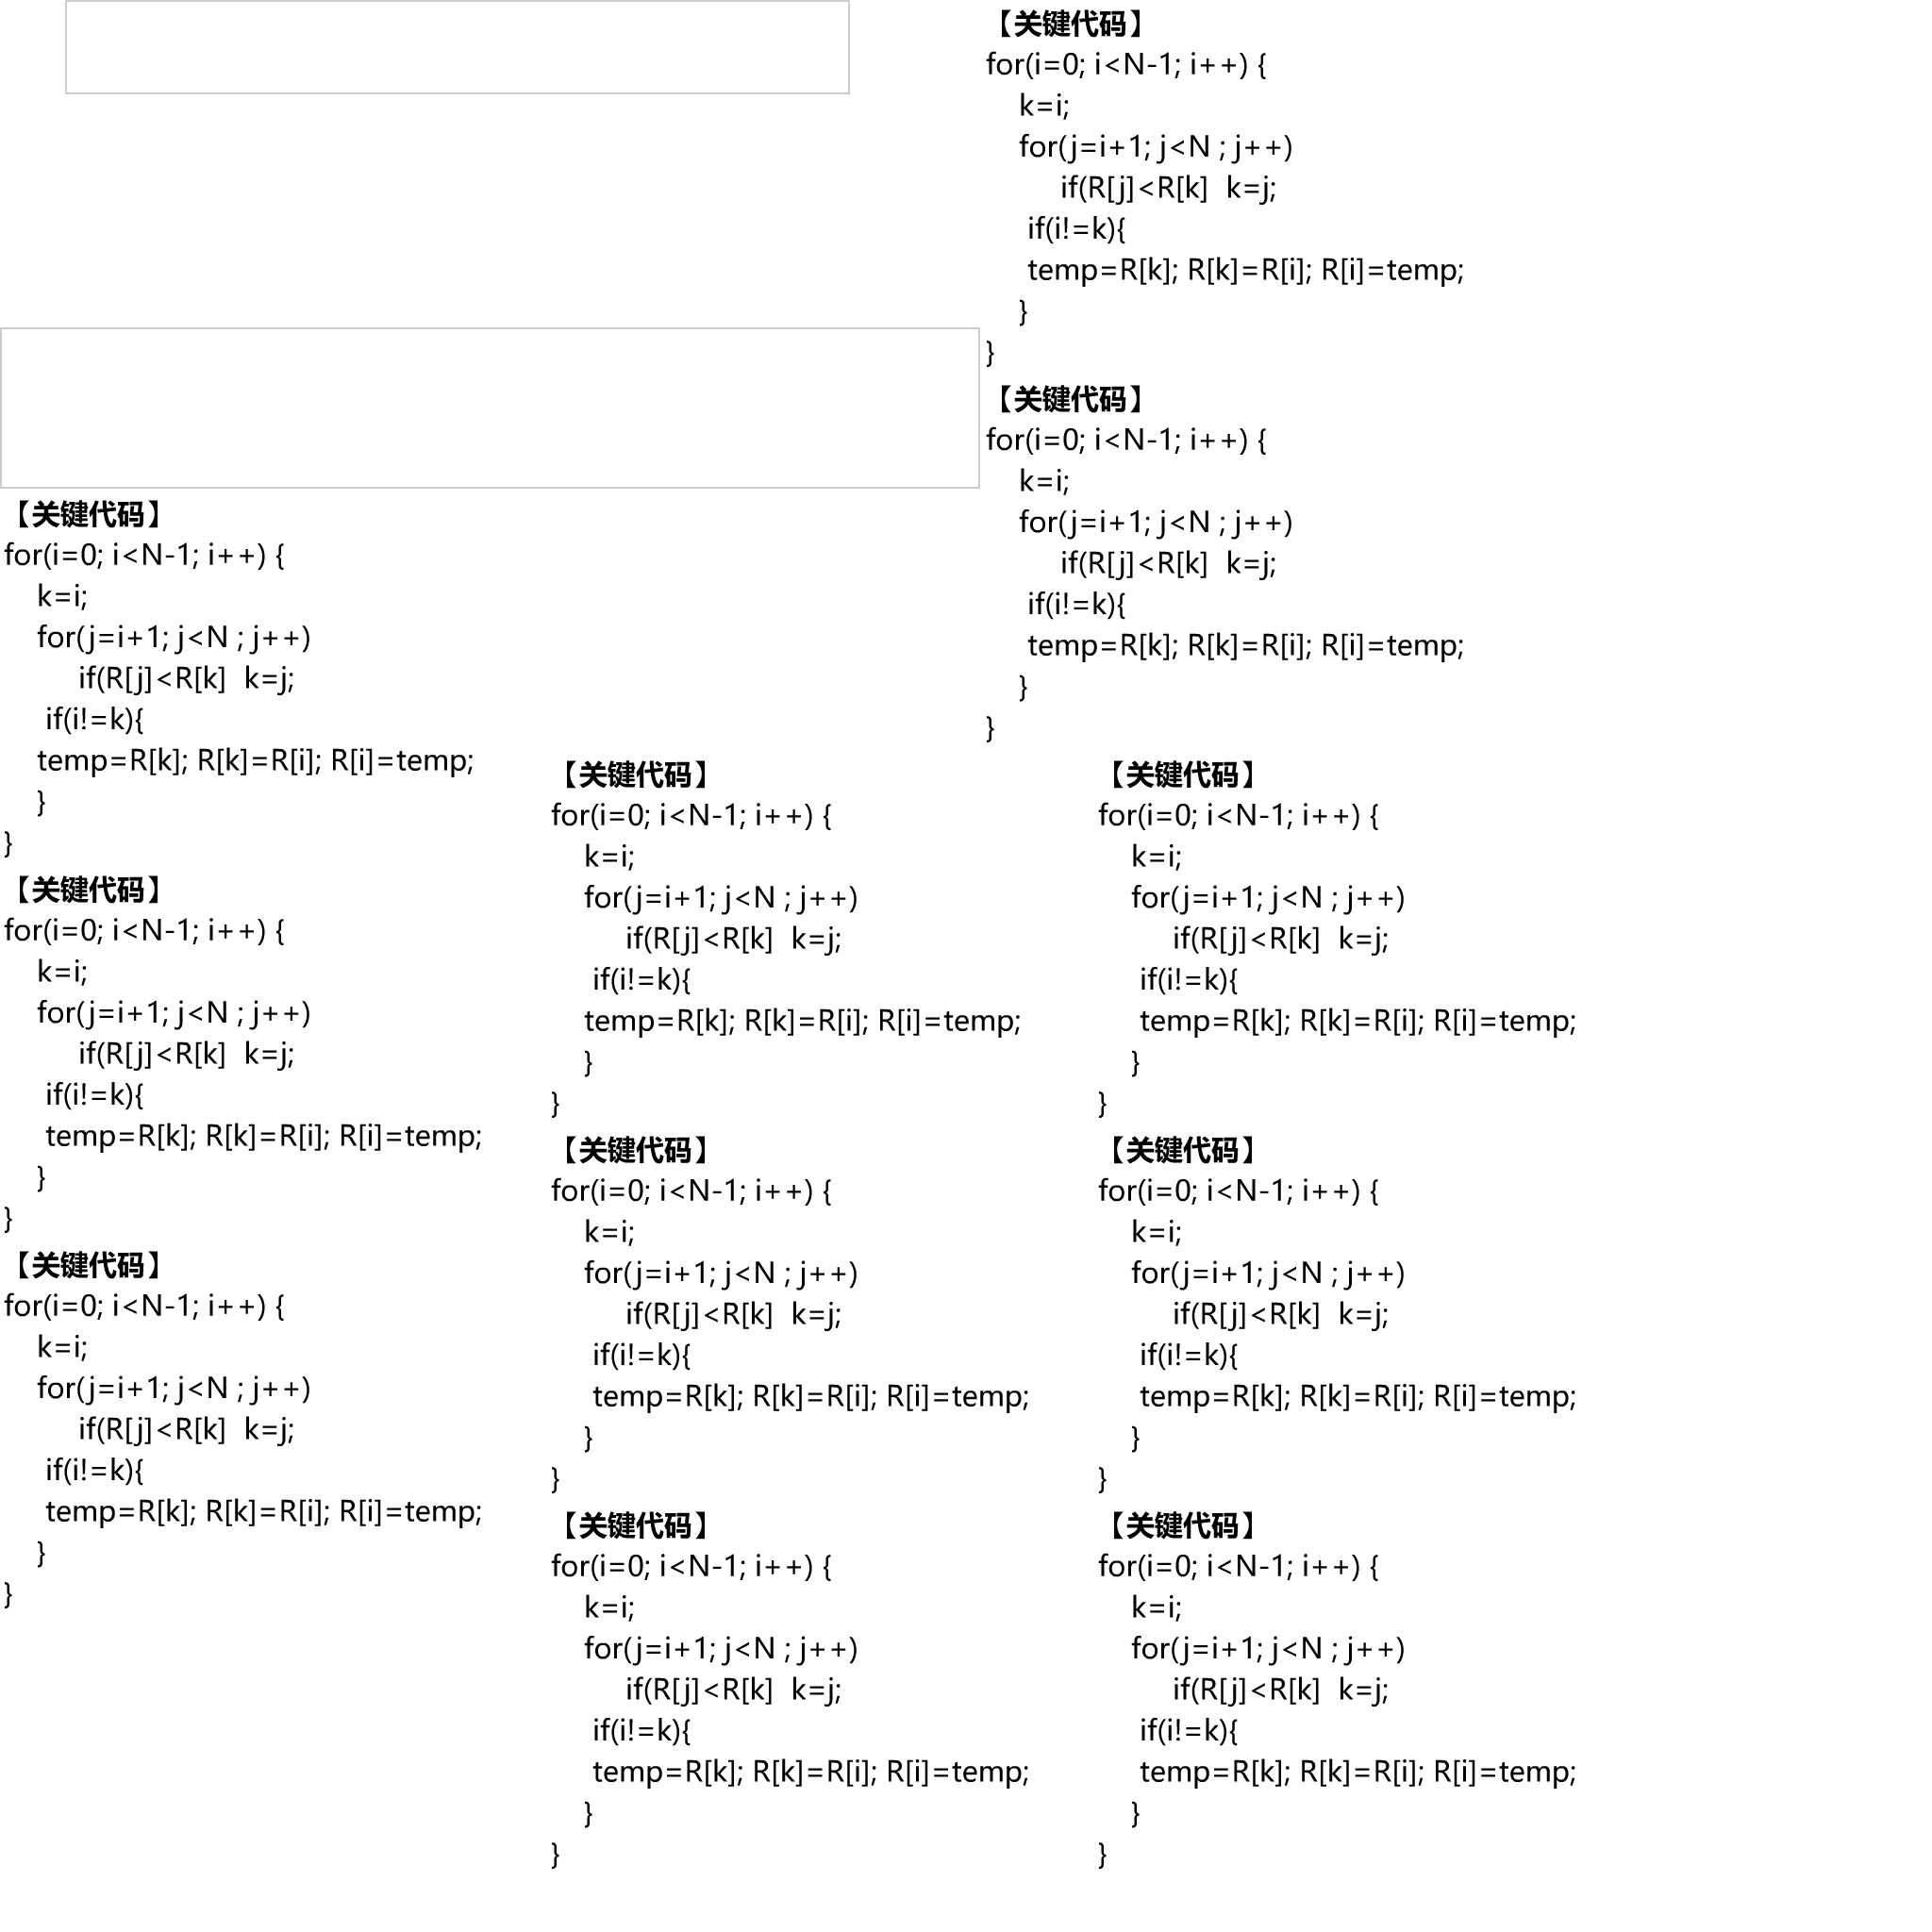 【关键代码】
for(i=0; i<N-1; i++) {
k=i;
for(j=i+1; j<N ; j++)
if(R[j]<R[k]  k=j;
if(i!=k){
temp=R[k]; R[k]=R[i]; R[i]=temp;
}
}
【关键代码】
for(i=0; i<N-1; i++) {
k=i;
for(j=i+1; j<N ; j++)
if(R[j]<R[k]  k=j;
if(i!=k){
temp=R[k]; R[k]=R[i]; R[i]=temp;
}
}
【关键代码】
for(i=0; i<N-1; i++) {
k=i;
for(j=i+1; j<N ; j++)
if(R[j]<R[k]  k=j;
if(i!=k){
temp=R[k]; R[k]=R[i]; R[i]=temp;
}
}
【关键代码】
for(i=0; i<N-1; i++) {
k=i;
for(j=i+1; j<N ; j++)
if(R[j]<R[k]  k=j;
if(i!=k){
temp=R[k]; R[k]=R[i]; R[i]=temp;
}
}
【关键代码】
for(i=0; i<N-1; i++) {
k=i;
for(j=i+1; j<N ; j++)
if(R[j]<R[k]  k=j;
if(i!=k){
temp=R[k]; R[k]=R[i]; R[i]=temp;
}
}
【关键代码】
for(i=0; i<N-1; i++) {
k=i;
for(j=i+1; j<N ; j++)
if(R[j]<R[k]  k=j;
if(i!=k){
temp=R[k]; R[k]=R[i]; R[i]=temp;
}
}
【关键代码】
for(i=0; i<N-1; i++) {
k=i;
for(j=i+1; j<N ; j++)
if(R[j]<R[k]  k=j;
if(i!=k){
temp=R[k]; R[k]=R[i]; R[i]=temp;
}
}
【关键代码】
for(i=0; i<N-1; i++) {
k=i;
for(j=i+1; j<N ; j++)
if(R[j]<R[k]  k=j;
if(i!=k){
temp=R[k]; R[k]=R[i]; R[i]=temp;
}
}
【关键代码】
for(i=0; i<N-1; i++) {
k=i;
for(j=i+1; j<N ; j++)
if(R[j]<R[k]  k=j;
if(i!=k){
temp=R[k]; R[k]=R[i]; R[i]=temp;
}
}
【关键代码】
for(i=0; i<N-1; i++) {
k=i;
for(j=i+1; j<N ; j++)
if(R[j]<R[k]  k=j;
if(i!=k){
temp=R[k]; R[k]=R[i]; R[i]=temp;
}
}
【关键代码】
for(i=0; i<N-1; i++) {
k=i;
for(j=i+1; j<N ; j++)
if(R[j]<R[k]  k=j;
if(i!=k){
temp=R[k]; R[k]=R[i]; R[i]=temp;
}
}